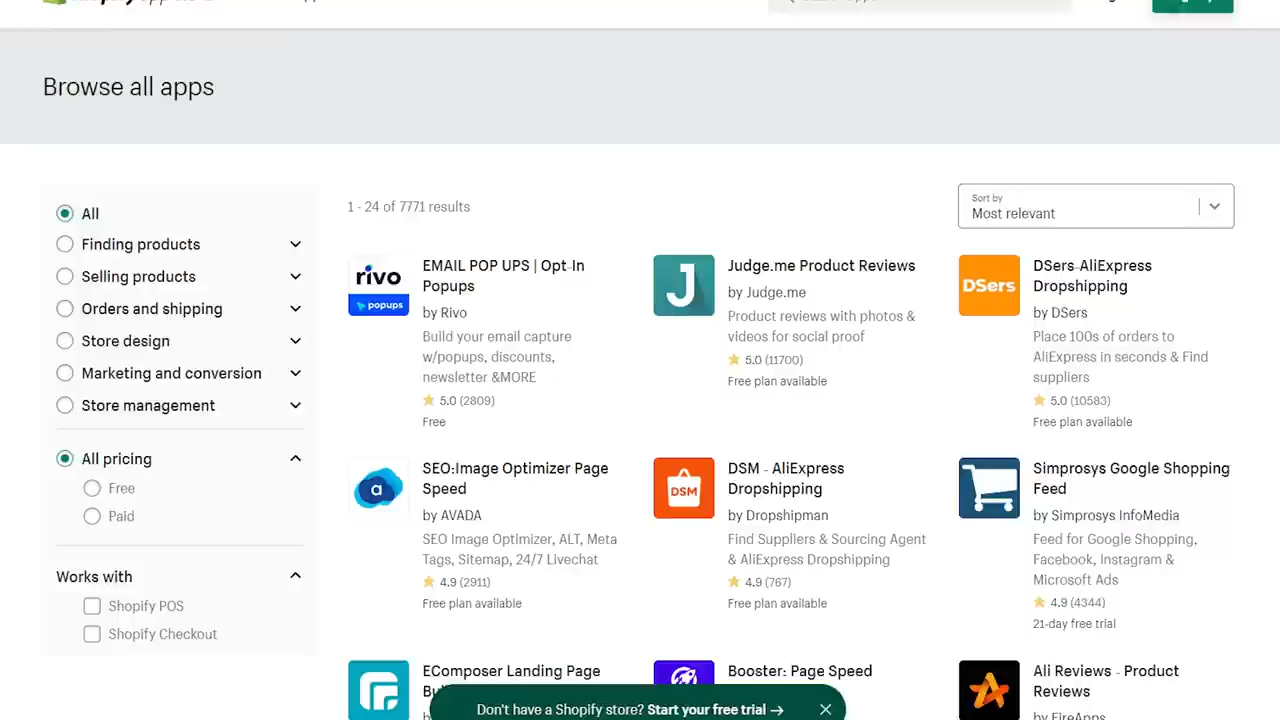 Browse all apps
All
Finding products
Selling products
Orders and shipping
Store design
Marketing and conversion
Store management
All pricing
Free
Paid
Works with
Shopify POS
Shopify Checkout
1 - 24 of 7771 results
Sort by
Most relevant
rivo
popups
EMAIL POP UPS | Opt-In
Popups
by Rivo
Build your email capture
w/popups, discounts,
newsletter &MORE
5.0 (2809)
Free
J
Judge.me Product Reviews
by Judge.me
Product reviews with photos &
videos for social proof
5.0 (11700)
Free plan available
DSers
DSers-AliExpress
Dropshipping
by DSers
Place 100s of orders to
AliExpress in seconds & Find
suppliers
5.0 (10583)
Free plan available
a
SEO:Image Optimizer Page
Speed
by AVADA
SEO Image Optimizer, ALT, Meta
Tags, Sitemap, 24/7 Livechat
4.9 (2911)
Free plan available
DSM
DSM - AliExpress
Dropshipping
by Dropshipman
Find Suppliers & Sourcing Agent
& AliExpress Dropshipping
4.9 (767)
Free plan available
Simprosys Google Shopping
Feed
by Simprosys InfoMedia
Feed for Google Shopping,
Facebook, Instagram &
Microsoft Ads
4.9 (4344)
21-day free trial
EComposer Landing Page
Booster: Page Speed
Ali Reviews - Product
Reviews
by FireApps
Don't have a Shopify store? Start your free trial →